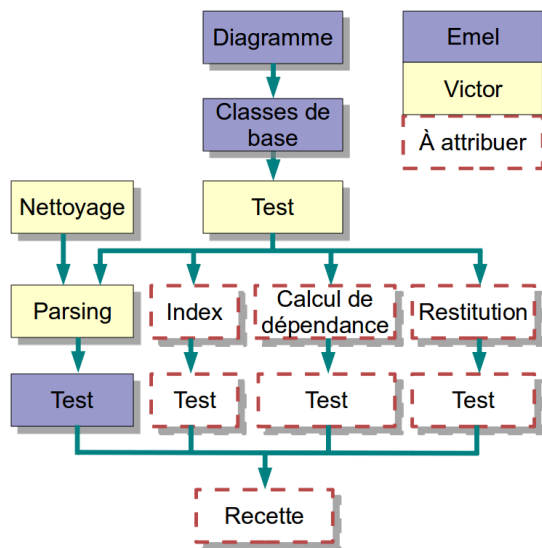 Diagramme
Emel
Victor
À attribuer
Classes de
base
Nettoyage
Test
Parsing
Index
Calcul de
dépendance
Restitution
Test
Test
Test
Test
Recette